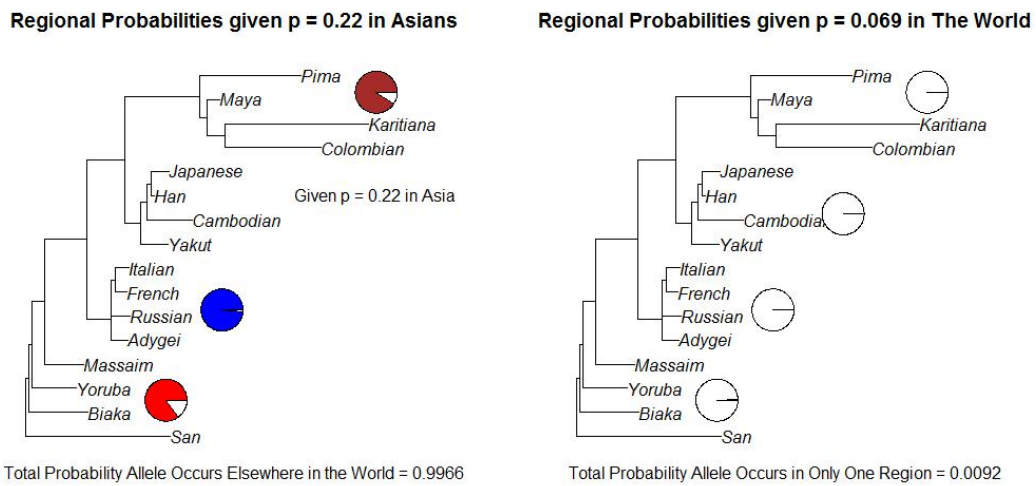 Regional Probabilities given p = 0.22 in Asians
Pima
Maya
Karitiana
Colombian
Japanese
Han
Given p = 0.22 in Asia
Cambodian
Yakut
Italian
French
Russian
Adygei
Massaim
Yoruba
Biaka
San
Total Probability Allele Occurs Elsewhere in the World = 0.9966
Regional Probabilities given p = 0.069 in The World
Pima
Maya
Karitiana
Colombian
Japanese
Han
Cambodia
Yakut
Italian
French
Russian
Adygei
Massaim
Yoruba
Biaka
San
Total Probability Allele Occurs in Only One Region = 0.0092